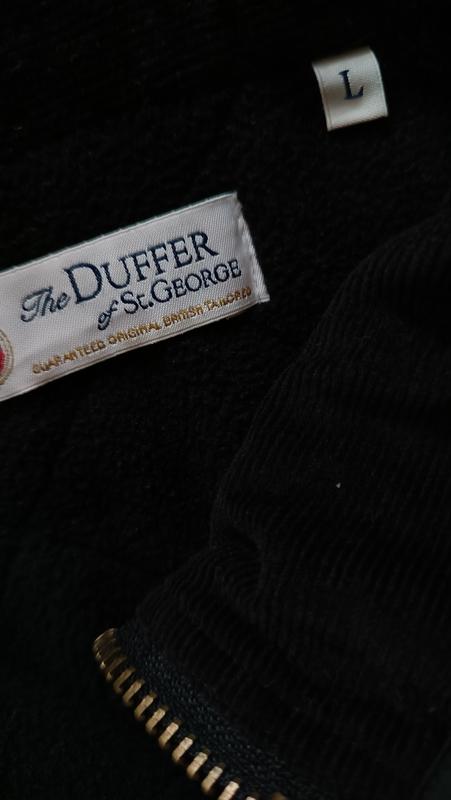 L
The DUFFER
of St. GEORGE
GUARANTEED ORIGINAL BRITISH TAILORED